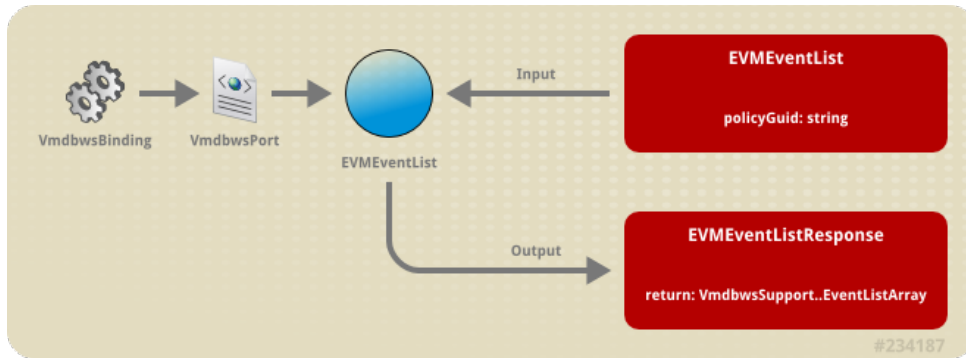 EVMEventList
Input
policyGuid: string
VmdbwsBinding
VmdbwsPort
EVMEventList
EVMEventListResponse
Output
return: VmdbwsSupport..EventListArray
#234187